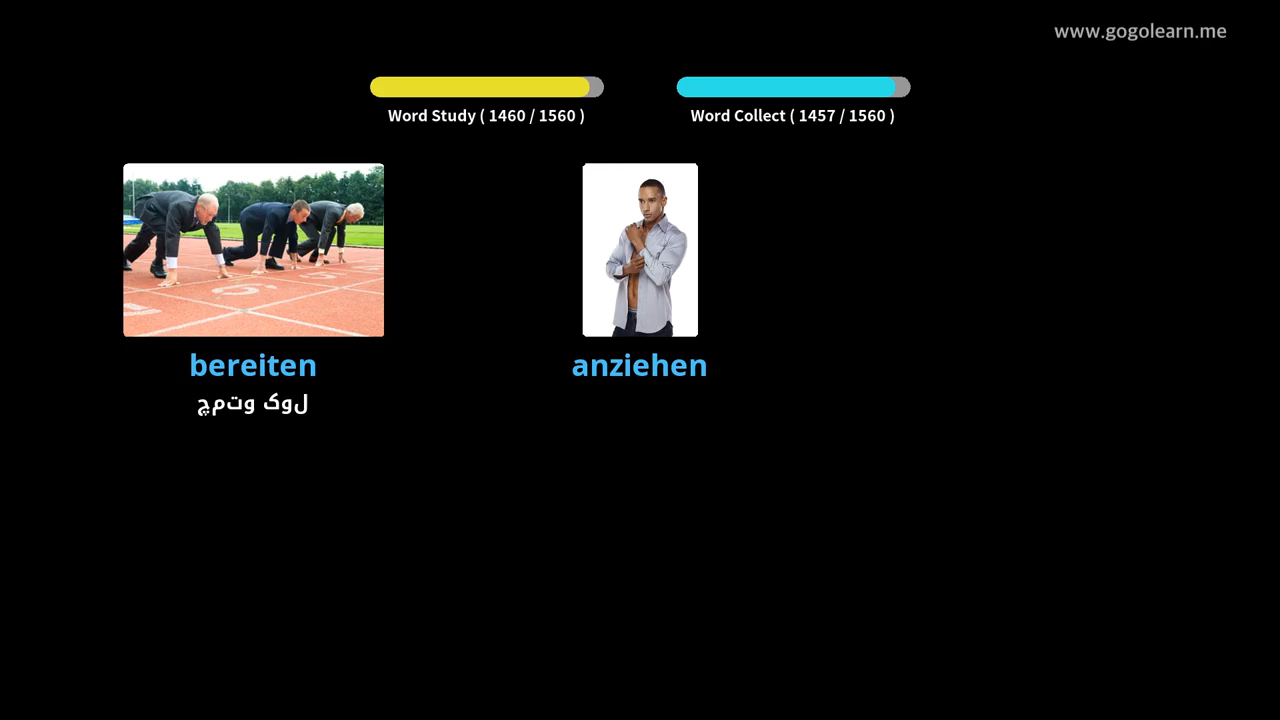 www.gogolearn.me
Word Study ( 1460 / 1560 )
Word Collect ( 1457 / 1560 )
bereiten
چمتو کول
anziehen